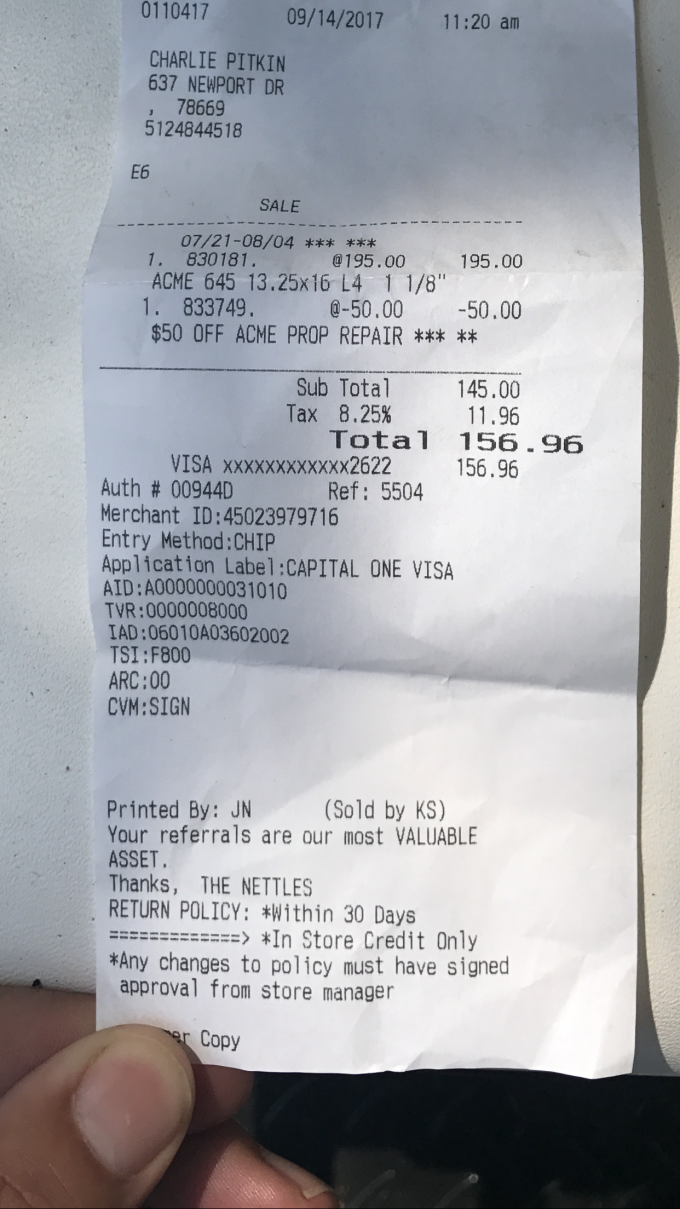 0110417 09/14/2017 11:20 am
CHARLIE PITKIN
637 NEWPORT DR
, 78669
5124844518
E6
SALE
07/21-08/04 *** ***
1. 830181. @195.00 195.00
ACME 645 13.25x16 L4 1 1/8"
1. 833749. @-50.00 -50.00
$50 OFF ACME PROP REPAIR *** **
Sub Total 145.00
Tax 8.25% 11.96
Total 156.96
VISA xxxxxxxxxxxx2622 156.96
Auth # 00944D Ref: 5504
Merchant ID:45023979716
Entry Method:CHIP
Application Label:CAPITAL ONE VISA
AID:A0000000031010
TVR:0000008000
IAD:06010A03602002
TSI:F800
ARC:00
CVM:SIGN
Printed By: JN (Sold by KS)
Your referrals are our most VALUABLE
ASSET.
Thanks, THE NETTLES
RETURN POLICY: *Within 30 Days
=============> *In Store Credit Only
*Any changes to policy must have signed
approval from store manager
Copy